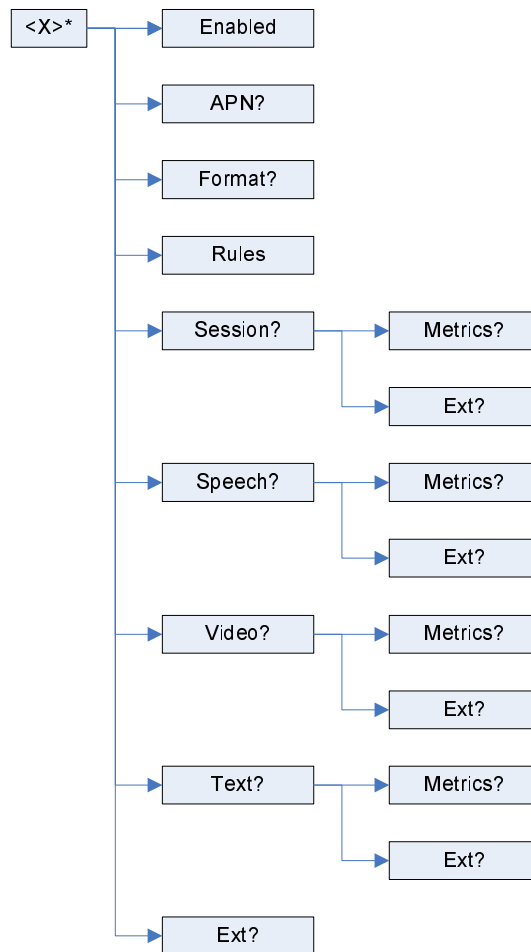 <X>*
Enabled
APN?
Format?
Rules
Session?
Metrics?
Ext?
Speech?
Metrics?
Ext?
Video?
Metrics?
Ext?
Text?
Metrics?
Ext?
Ext?